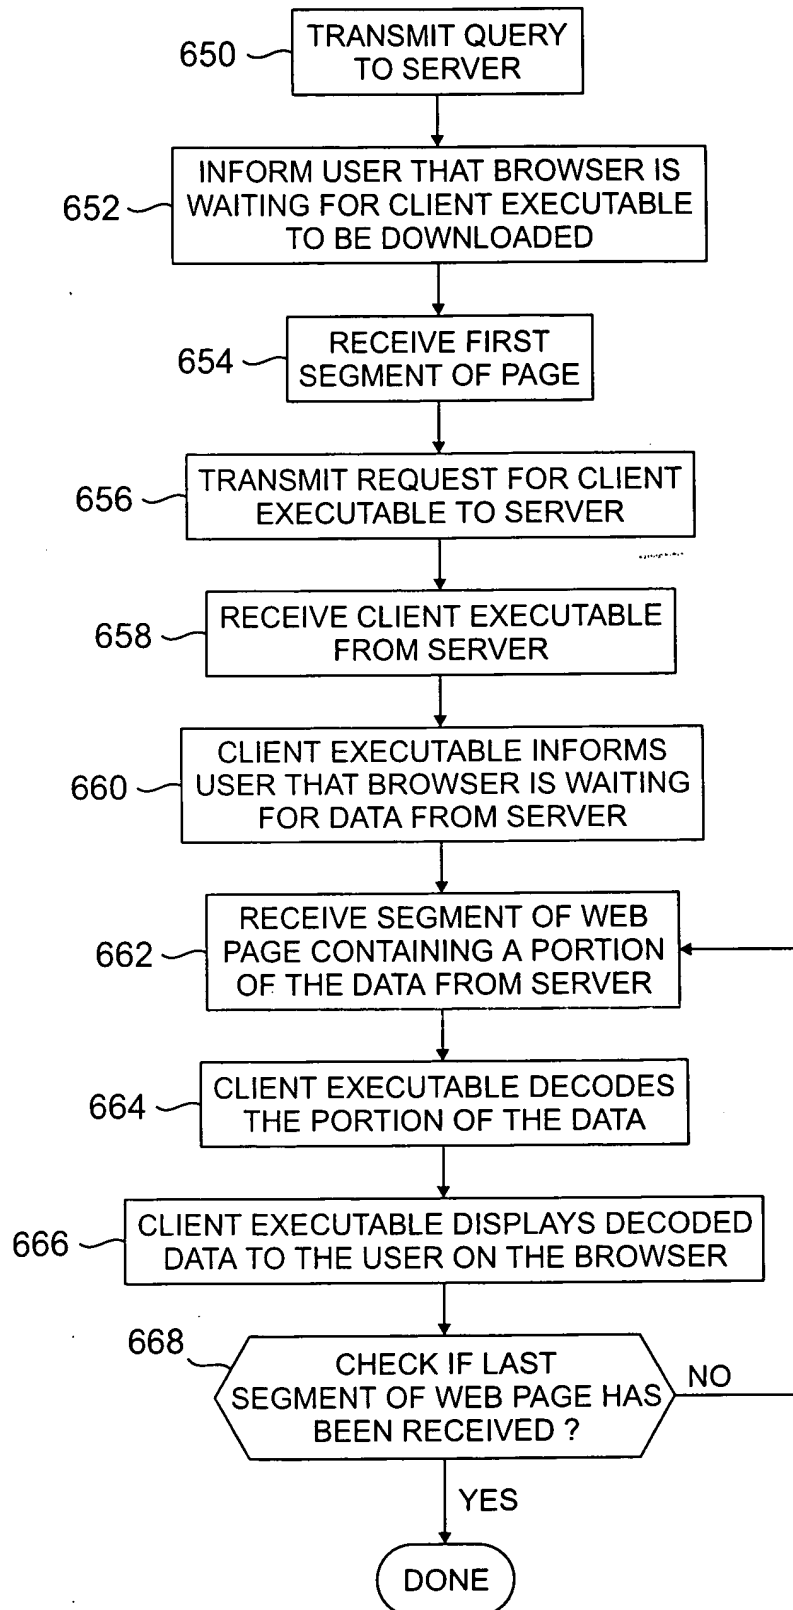 650
TRANSMIT QUERY
TO SERVER
652
INFORM USER THAT BROWSER IS
WAITING FOR CLIENT EXECUTABLE
TO BE DOWNLOADED
654
RECEIVE FIRST
SEGMENT OF PAGE
656
TRANSMIT REQUEST FOR CLIENT
EXECUTABLE TO SERVER
658
RECEIVE CLIENT EXECUTABLE
FROM SERVER
660
CLIENT EXECUTABLE INFORMS
USER THAT BROWSER IS WAITING
FOR DATA FROM SERVER
662
RECEIVE SEGMENT OF WEB
PAGE CONTAINING A PORTION
OF THE DATA FROM SERVER
664
CLIENT EXECUTABLE DECODES
THE PORTION OF THE DATA
666
CLIENT EXECUTABLE DISPLAYS DECODED
DATA TO THE USER ON THE BROWSER
668
CHECK IF LAST
SEGMENT OF WEB PAGE HAS
BEEN RECEIVED ?
NO
YES
DONE